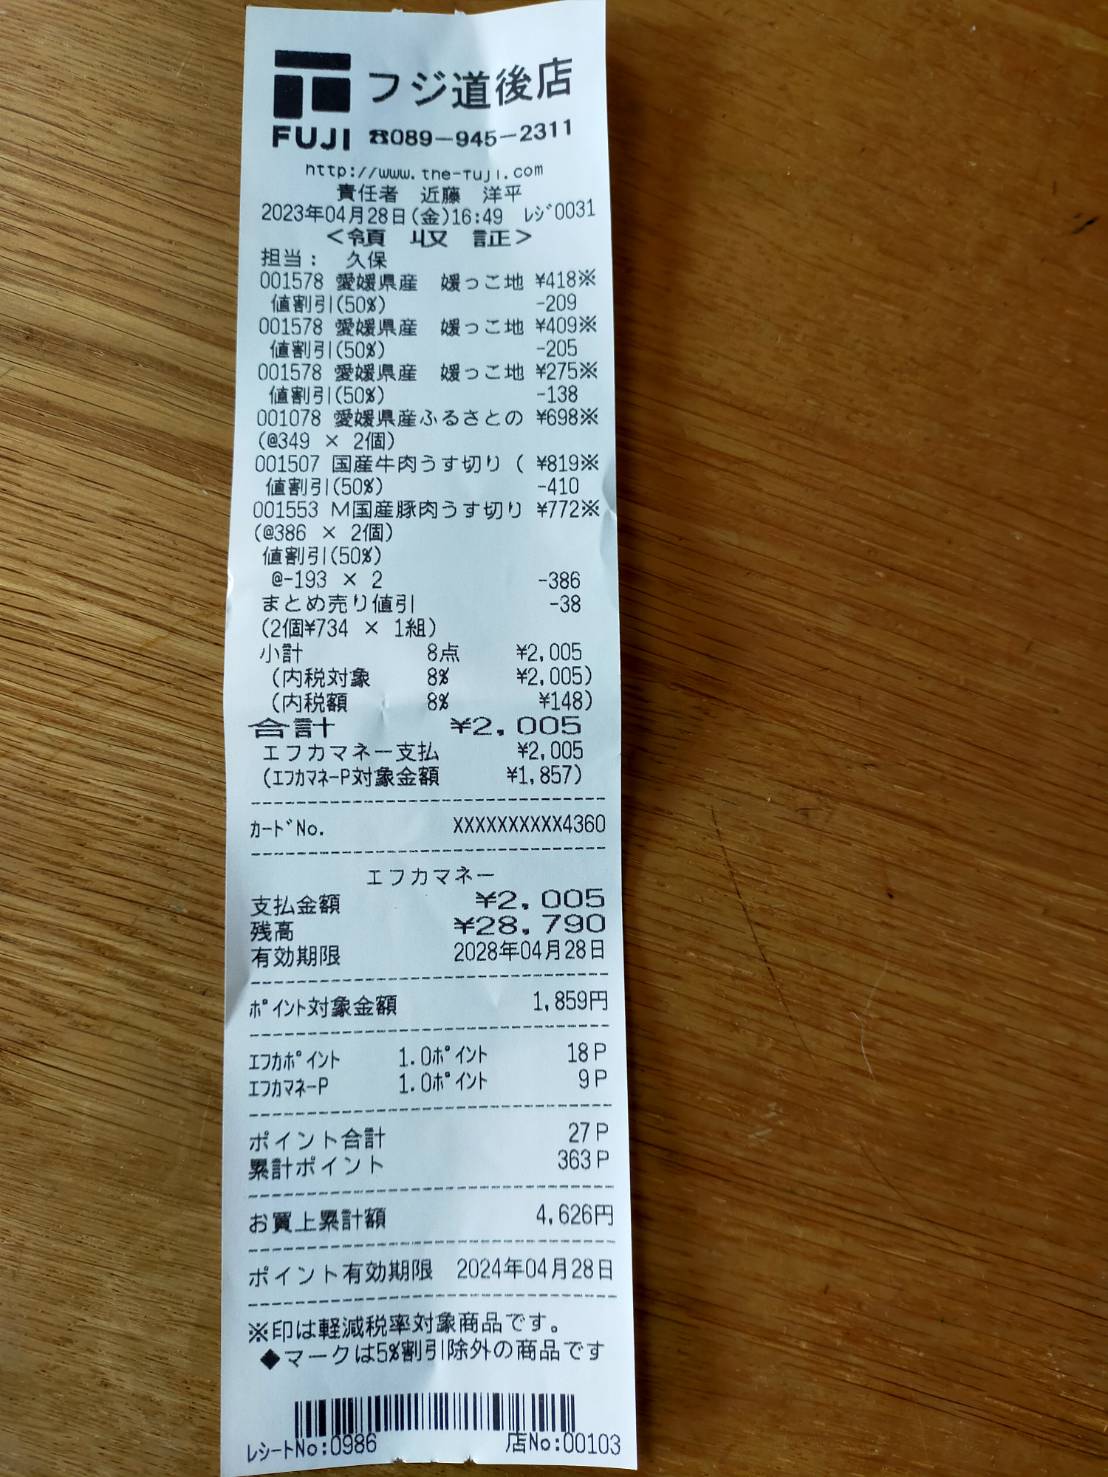 フジ道後店
FUJI ☎089-945-2311
http://www.the-fuji.com
責任者 近藤 洋平
2023年04月28日(金)16:49 レジ0031
<領 収 証>
担当: 久保
001578 愛媛県産 媛っこ地 ¥418※
値割引(50%) -209
001578 愛媛県産 媛っこ地 ¥409※
値割引(50%) -205
001578 愛媛県産 媛っこ地 ¥275※
値割引(50%) -138
001078 愛媛県産ふるさとの ¥698※
(@349 × 2個)
001507 国産牛肉うす切り ( ¥819※
値割引(50%) -410
001553 M国産豚肉うす切り ¥772※
(@386 × 2個)
値割引(50%)
@-193 × 2 -386
まとめ売り値引 -38
(2個¥734 × 1組)
小計 8点 ¥2,005
(内税対象 8% ¥2,005)
(内税額 8% ¥148)
合計 ¥2,005
エフカマネー支払 ¥2,005
(エフカマネーP対象金額 ¥1,857)
カードNo. XXXXXXXXXX4360
エフカマネー
支払金額 ¥2,005
残高 ¥28,790
有効期限 2028年04月28日
ポイント対象金額 1,859円
エフカポイント 1.0ポイント 18P
エフカマネーP 1.0ポイント 9P
ポイント合計 27P
累計ポイント 363P
お買上累計額 4,626円
ポイント有効期限 2024年04月28日
※印は軽減税率対象商品です。
◆マークは5%割引除外の商品です
レシートNo:0986 店No:00103